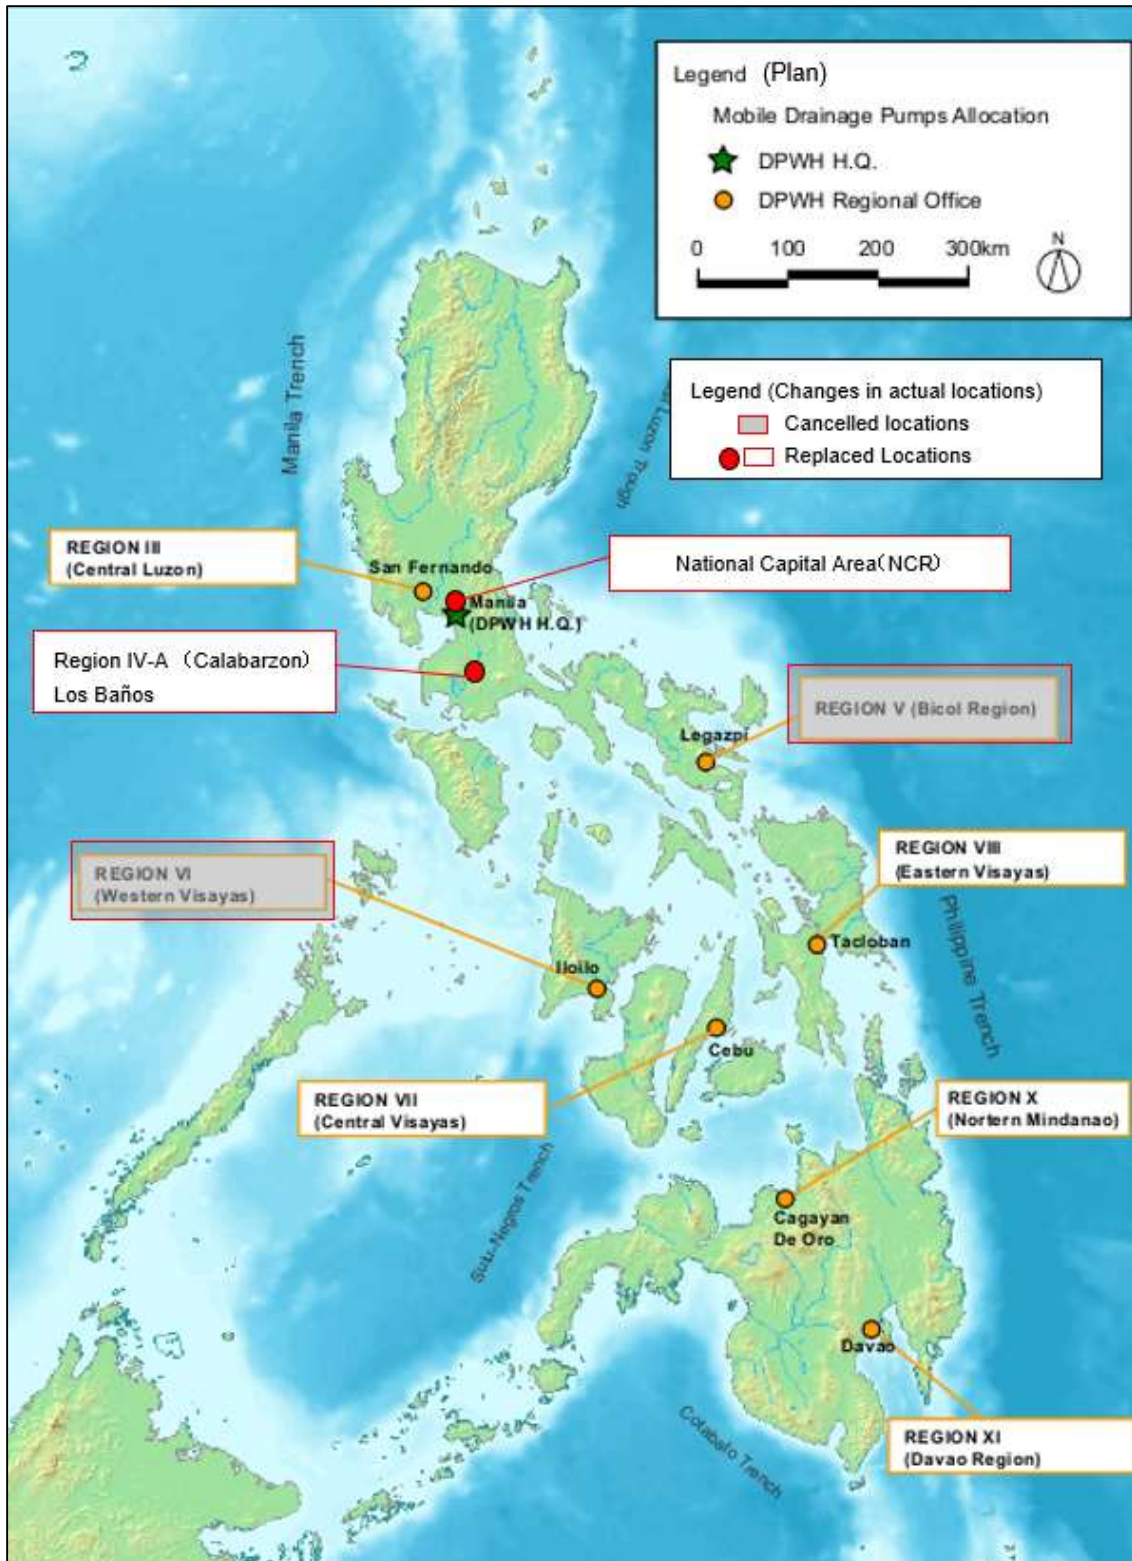 Legend (Plan)
Mobile Drainage Pumps Allocation
DPWH H.Q.
DPWH Regional Office
0 100 200 300km
N
Legend (Changes in actual locations)
Cancelled locations
Replaced Locations
Manila Trench
Luzon Trough
REGION III
(Central Luzon)
San Fernando
National Capital Area(NCR)
Manila
(DPWH H.Q.)
Region IV-A (Calabarzon)
Los Baños
REGION V (Bicol Region)
Legazpi
REGION VIII
(Eastern Visayas)
REGION VI
(Western Visayas)
Tacloban
Philippine Trench
Iloilo
Cebu
REGION VII
(Central Visayas)
REGION X
(Nortern Mindanao)
Sulu-Negros Trench
Cagayan
De Oro
Davao
Cotabato Trench
REGION XI
(Davao Region)